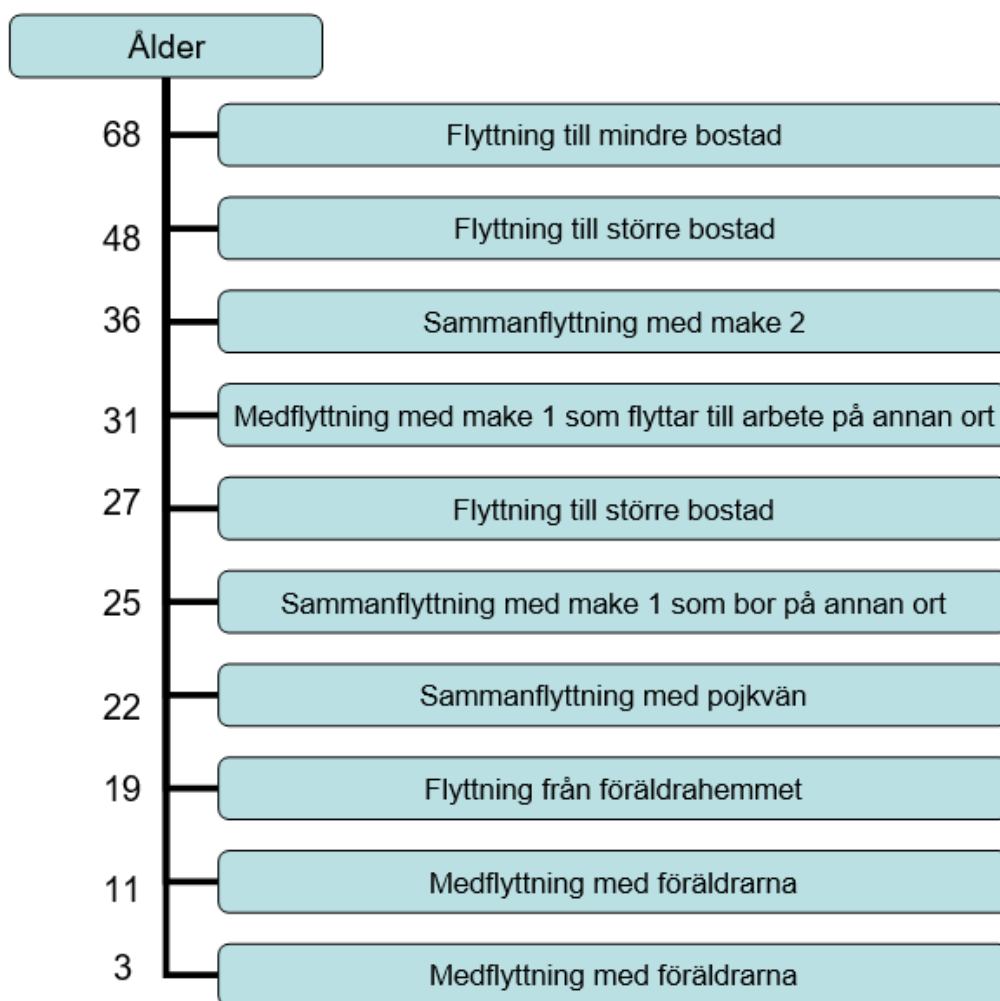 Ålder
68 Flyttning till mindre bostad
48 Flyttning till större bostad
36 Sammanflyttning med make 2
31 Medflyttning med make 1 som flyttar till arbete på annan ort
27 Flyttning till större bostad
25 Sammanflyttning med make 1 som bor på annan ort
22 Sammanflyttning med pojkvän
19 Flyttning från föräldrahemmet
11 Medflyttning med föräldrarna
3 Medflyttning med föräldrarna